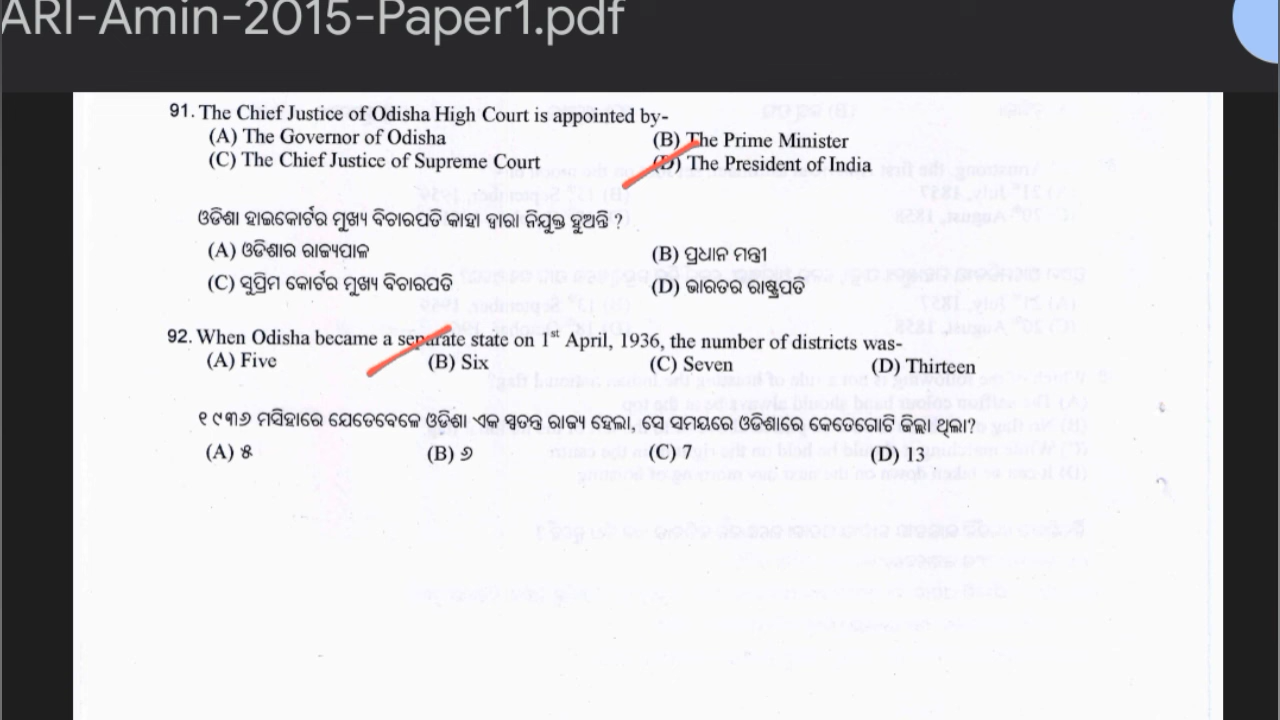 ARI-Amin-2015-Paper1.pdf
91. The Chief Justice of Odisha High Court is appointed by-
(A) The Governor of Odisha (B) The Prime Minister
(C) The Chief Justice of Supreme Court (D) The President of India
ଓଡିଶା ହାଇକୋର୍ଟର ମୁଖ୍ୟ ବିଚାରପତି କାହା ଦ୍ୱାରା ନିଯୁକ୍ତ ହୁଅନ୍ତି ?
(A) ଓଡିଶାର ରାଜ୍ୟପାଳ (B) ପ୍ରଧାନ ମନ୍ତ୍ରୀ
(C) ସୁପ୍ରିମ କୋର୍ଟର ମୁଖ୍ୟ ବିଚାରପତି (D) ଭାରତର ରାଷ୍ଟ୍ରପତି
92. When Odisha became a separate state on 1st April, 1936, the number of districts was-
(A) Five (B) Six (C) Seven (D) Thirteen
୧୯୩୬ ମସିହାରେ ଯେତେବେଳେ ଓଡିଶା ଏକ ସ୍ୱତନ୍ତ୍ର ରାଜ୍ୟ ହେଲା, ସେ ସମୟରେ ଓଡିଶାରେ କେତେଗୋଟି ଜିଲ୍ଲା ଥିଲା?
(A) ୫ (B) ୬ (C) 7 (D) 13